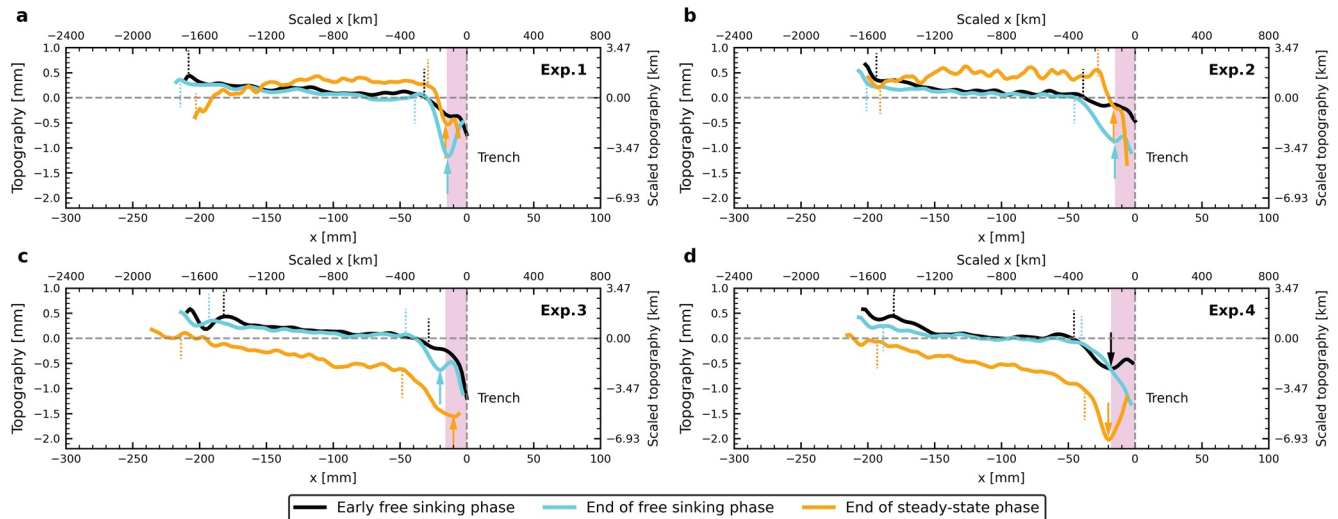 a
Scaled x [km]
−2400 −2000 −1600 −1200 −800 −400 0 400 800
Topography [mm]
1.0
0.5
0.0
−0.5
−1.0
−1.5
−2.0
Exp.1
Trench
3.47
0.00
−3.47
−6.93
Scaled topography [km]
−300 −250 −200 −150 −100 −50 0 50 100
x [mm]
b
Scaled x [km]
−2400 −2000 −1600 −1200 −800 −400 0 400 800
Topography [mm]
1.0
0.5
0.0
−0.5
−1.0
−1.5
−2.0
Exp.2
Trench
3.47
0.00
−3.47
−6.93
Scaled topography [km]
−300 −250 −200 −150 −100 −50 0 50 100
x [mm]
c
Scaled x [km]
−2400 −2000 −1600 −1200 −800 −400 0 400 800
Topography [mm]
1.0
0.5
0.0
−0.5
−1.0
−1.5
−2.0
Exp.3
Trench
3.47
0.00
−3.47
−6.93
Scaled topography [km]
−300 −250 −200 −150 −100 −50 0 50 100
x [mm]
d
Scaled x [km]
−2400 −2000 −1600 −1200 −800 −400 0 400 800
Topography [mm]
1.0
0.5
0.0
−0.5
−1.0
−1.5
−2.0
Exp.4
Trench
3.47
0.00
−3.47
−6.93
Scaled topography [km]
−300 −250 −200 −150 −100 −50 0 50 100
x [mm]
Early free sinking phase End of free sinking phase End of steady-state phase